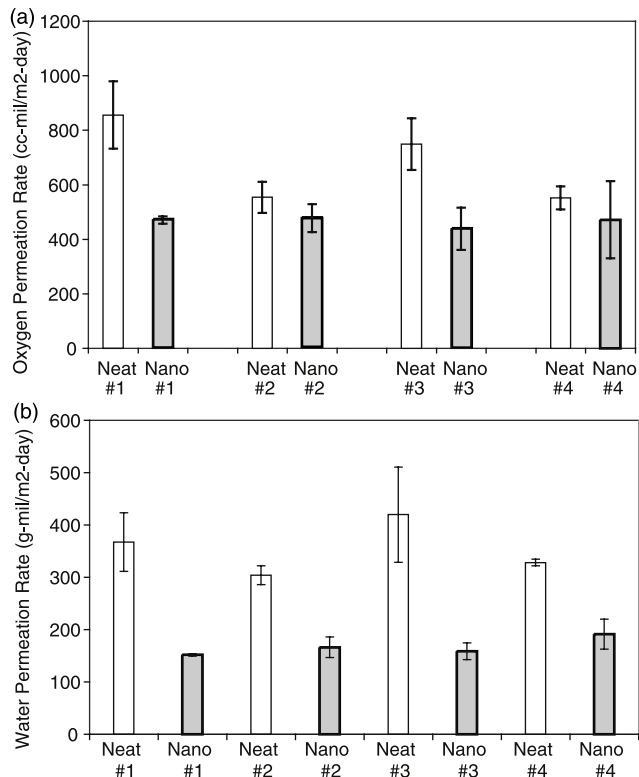 (a)
Oxygen Permeation Rate (cc-mil/m2-day)
1200
1000
800
600
400
200
0
Neat Nano Neat Nano Neat Nano Neat Nano
#1 #1 #2 #2 #3 #3 #4 #4
(b)
Water Permeation Rate (g-mil/m2-day)
600
500
400
300
200
100
0
Neat Nano Neat Nano Neat Nano Neat Nano
#1 #1 #2 #2 #3 #3 #4 #4